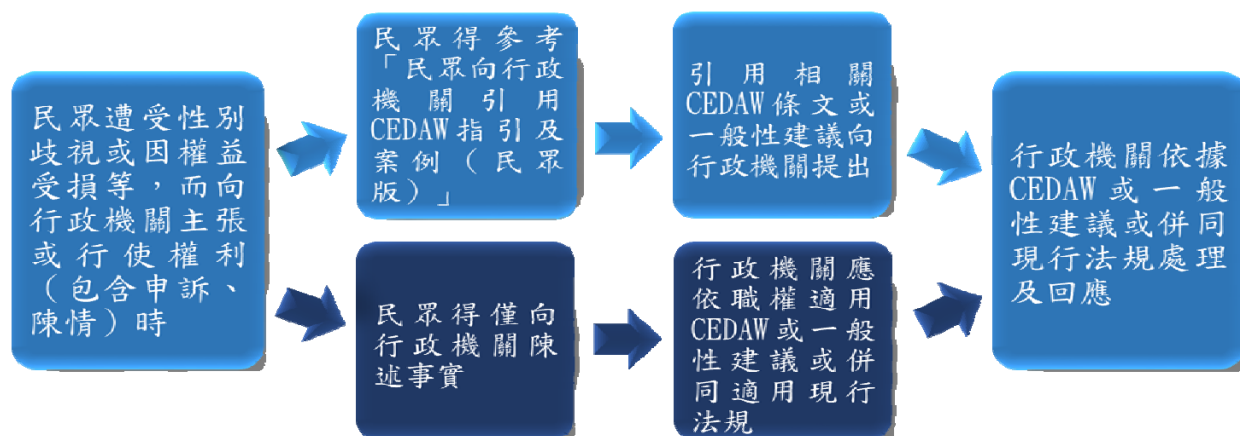 民眾遭受性別
歧視或因權益
受損等，而向
行政機關主張
或行使權利
（包含申訴、
陳情）時
民眾得參考
「民眾向行政
機關引用
CEDAW指引及
案例（民眾
版）」
引用相關
CEDAW條文或
一般性建議向
行政機關提出
民眾得僅向
行政機關陳
述事實
行政機關應
依職權適用
CEDAW或一般
性建議或併
同適用現行
法規
行政機關依據
CEDAW或一般
性建議或併同
現行法規處理
及回應